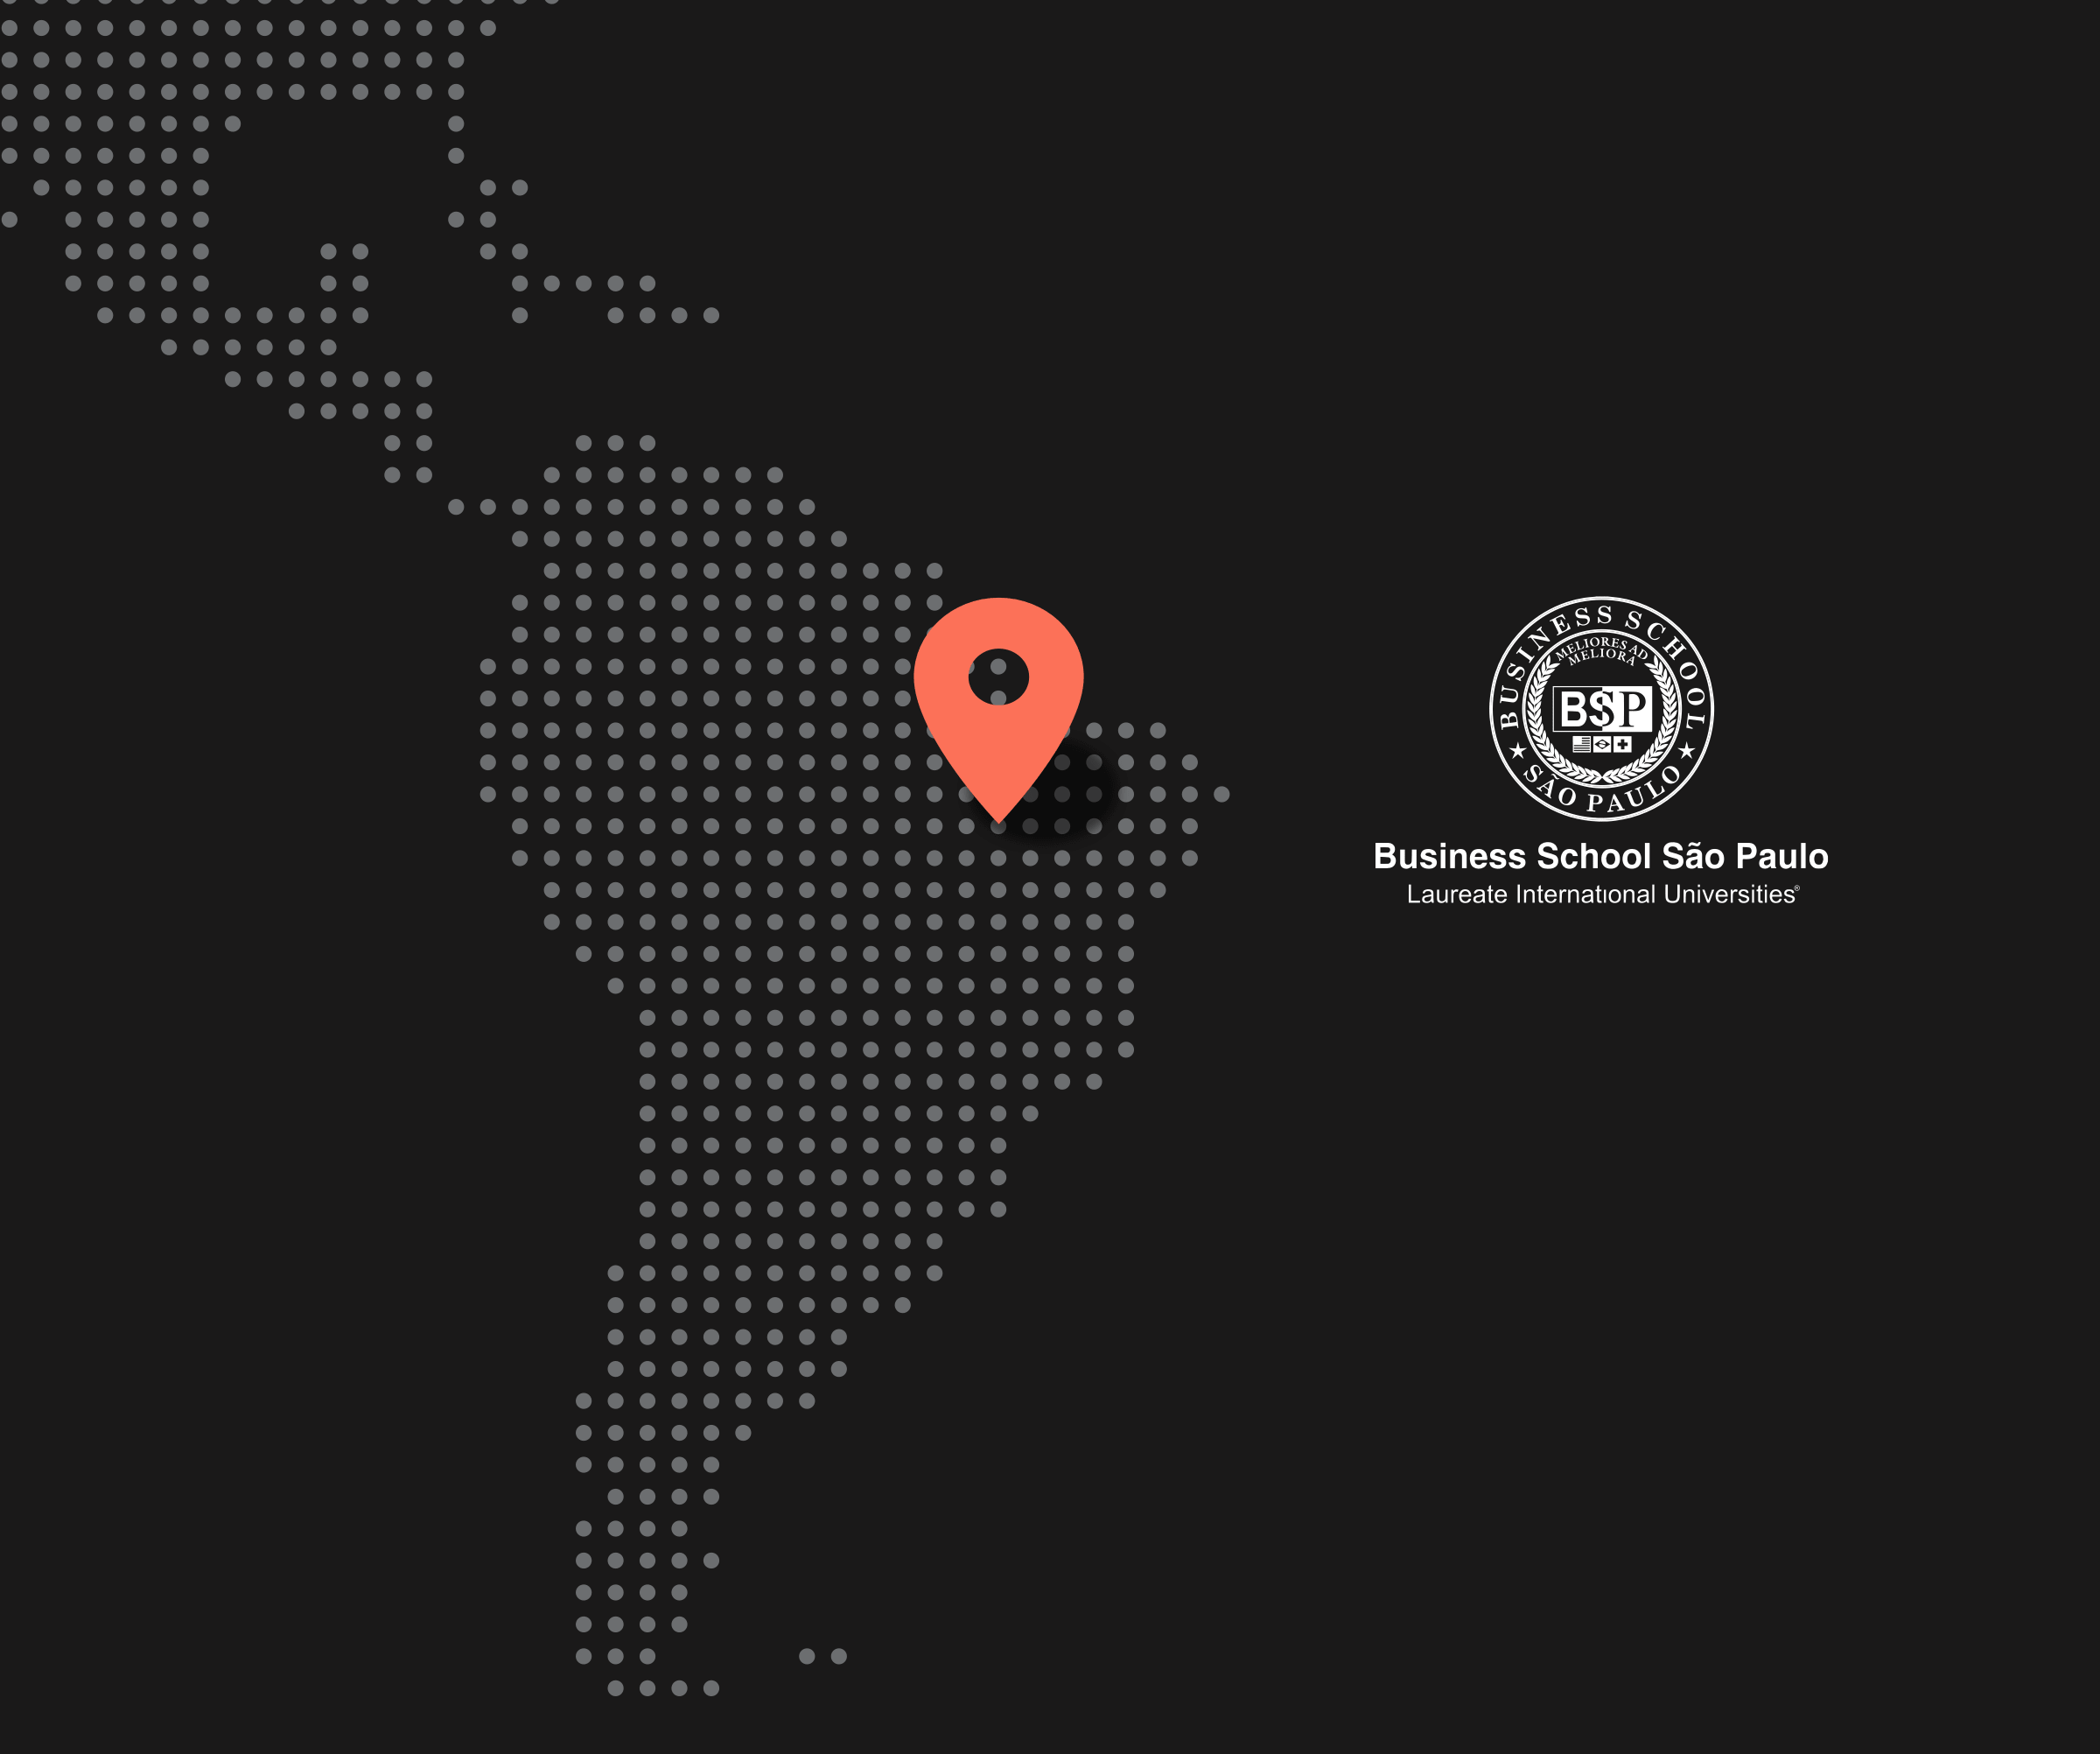 BUSINESS SCHOOL
MELIORES AD
MELIORA
BSP
★ SÃO PAULO ★
Business School São Paulo
Laureate International Universities®